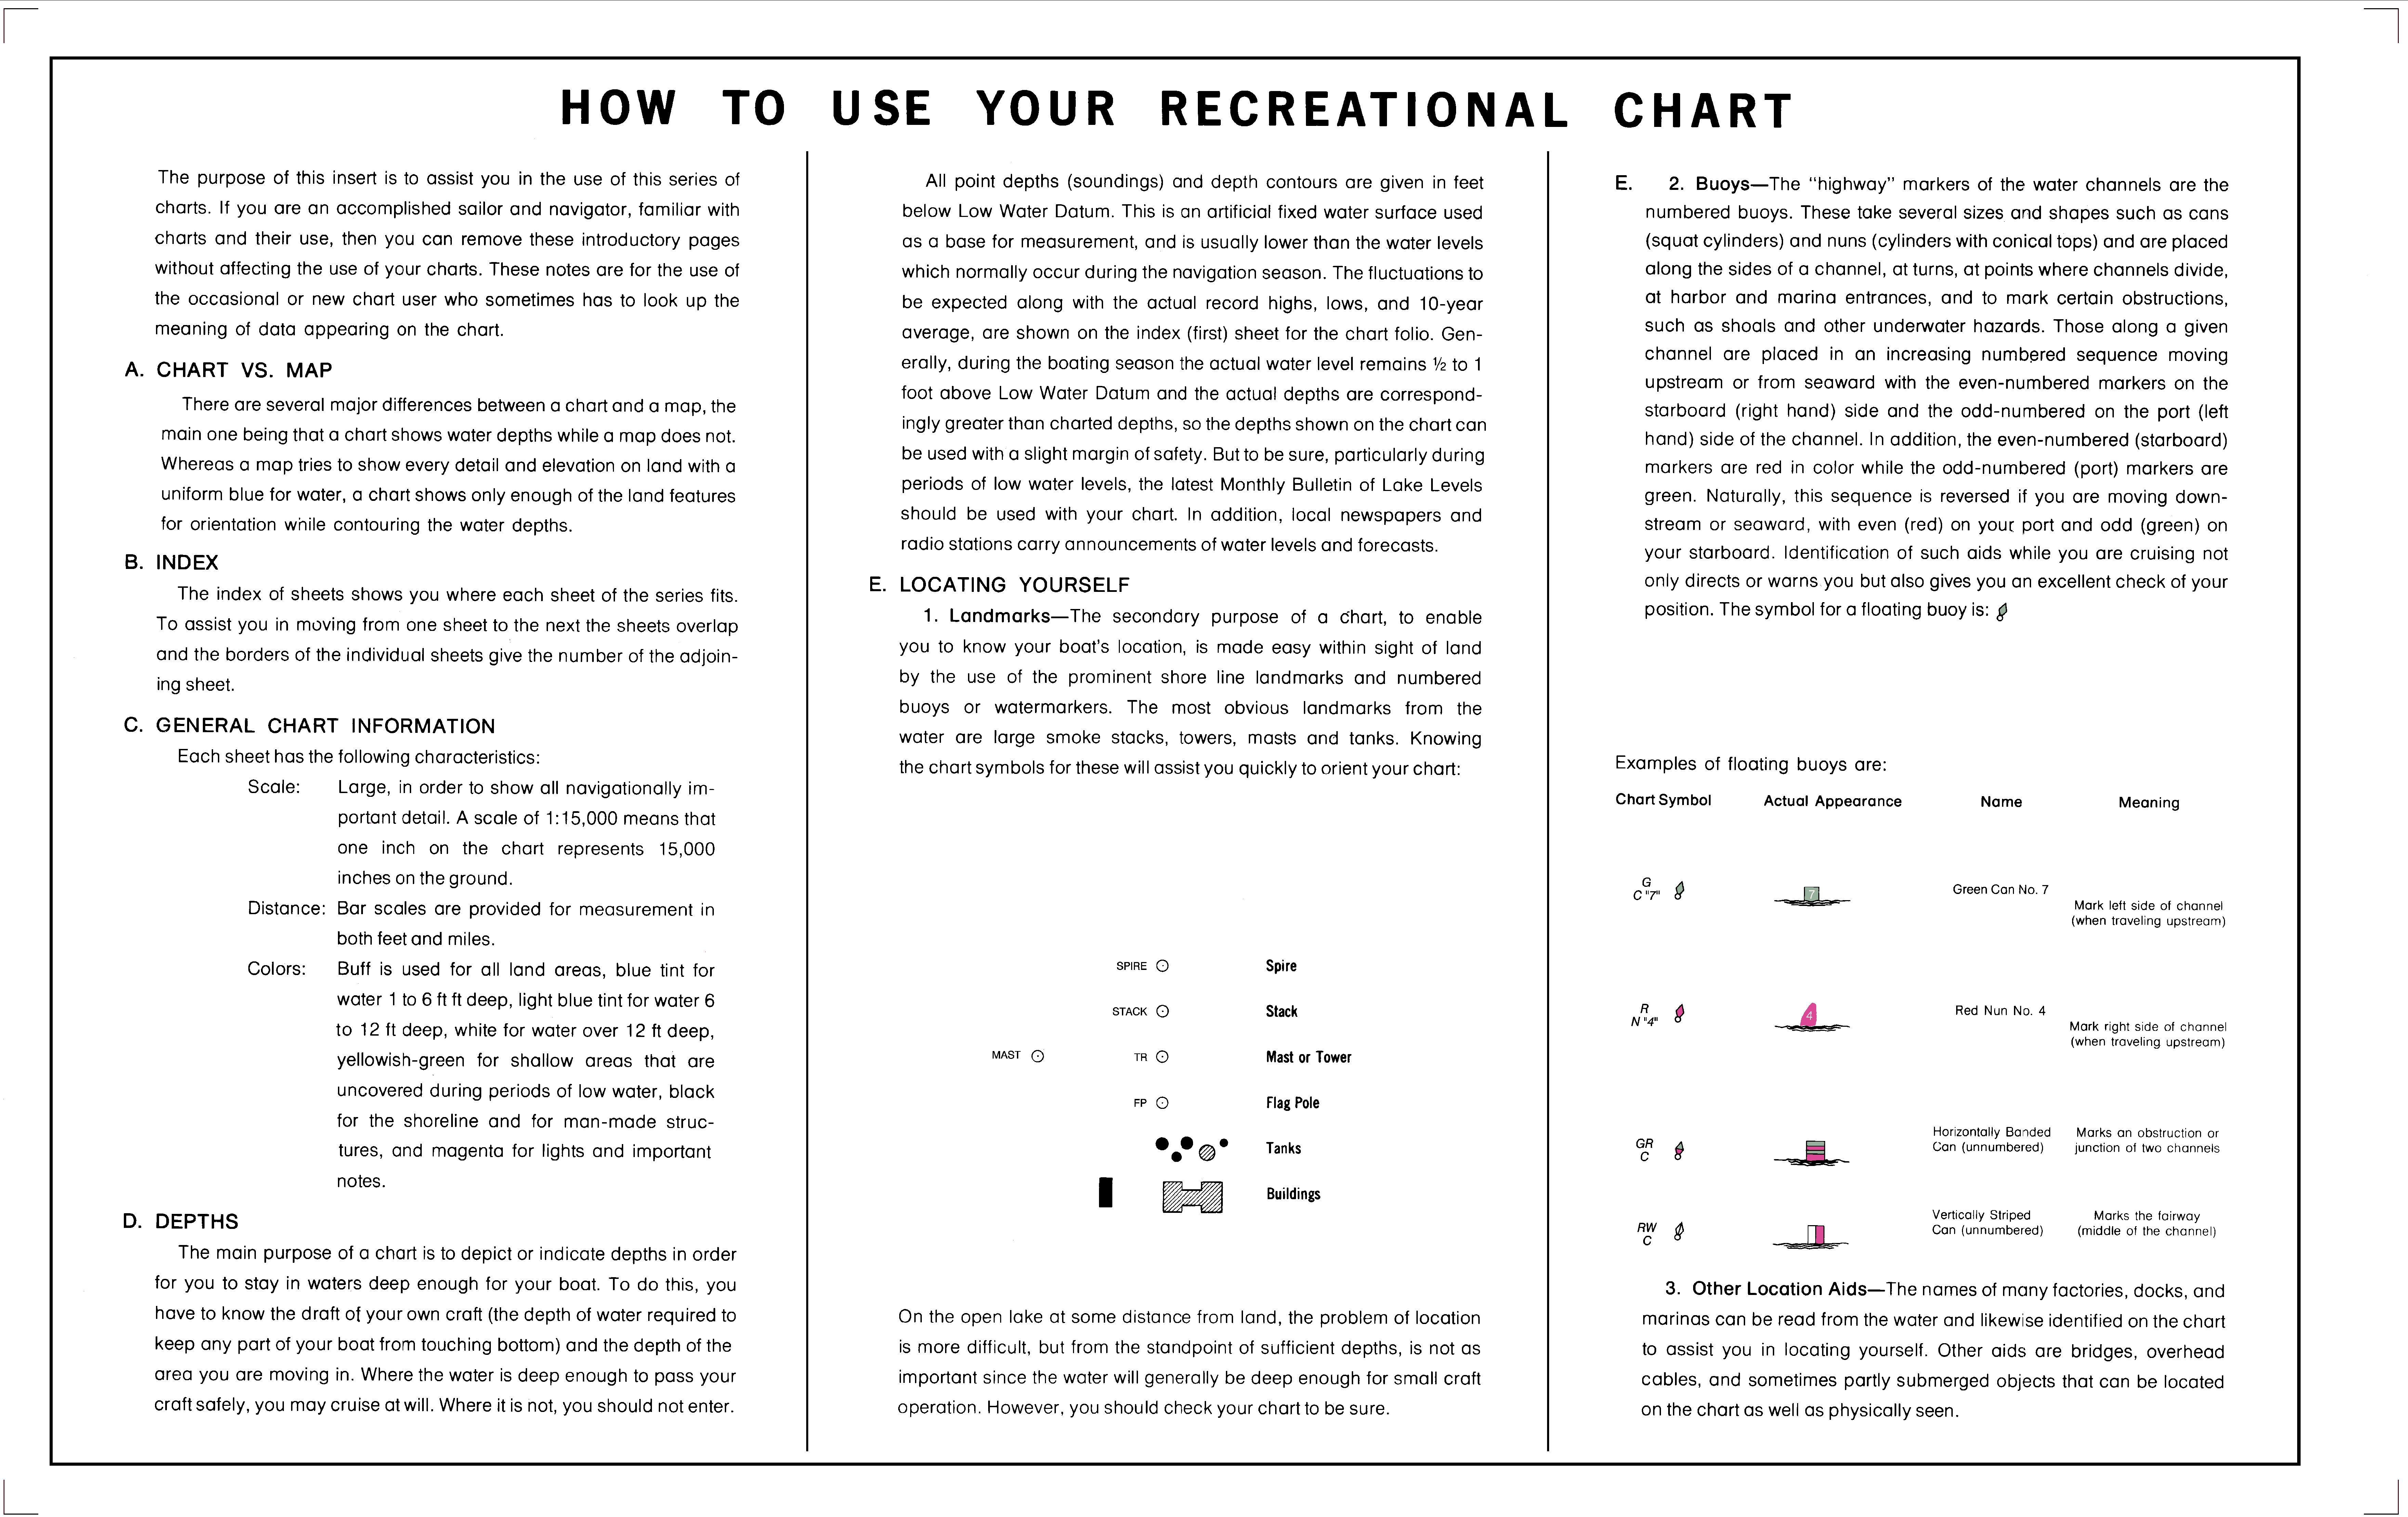 HOW TO USE YOUR RECREATIONAL CHART
The purpose of this insert is to assist you in the use of this series of
charts. If you are an accomplished sailor and navigator, familiar with
charts and their use, then you can remove these introductory pages
without affecting the use of your charts. These notes are for the use of
the occasional or new chart user who sometimes has to look up the
meaning of data appearing on the chart.
A. CHART VS. MAP
There are several major differences between a chart and a map, the
main one being that a chart shows water depths while a map does not.
Whereas a map tries to show every detail and elevation on land with a
uniform blue for water, a chart shows only enough of the land features
for orientation while contouring the water depths.
B. INDEX
The index of sheets shows you where each sheet of the series fits.
To assist you in moving from one sheet to the next the sheets overlap
and the borders of the individual sheets give the number of the adjoin-
ing sheet.
C. GENERAL CHART INFORMATION
Each sheet has the following characteristics:
Scale: Large, in order to show all navigationally im-
portant detail. A scale of 1:15,000 means that
one inch on the chart represents 15,000
inches on the ground.
Distance: Bar scales are provided for measurement in
both feet and miles.
Colors: Buff is used for all land areas, blue tint for
water 1 to 6 ft ft deep, light blue tint for water 6
to 12 ft deep, white for water over 12 ft deep,
yellowish-green for shallow areas that are
uncovered during periods of low water, black
for the shoreline and for man-made struc-
tures, and magenta for lights and important
notes.
D. DEPTHS
The main purpose of a chart is to depict or indicate depths in order
for you to stay in waters deep enough for your boat. To do this, you
have to know the draft of your own craft (the depth of water required to
keep any part of your boat from touching bottom) and the depth of the
area you are moving in. Where the water is deep enough to pass your
craft safely, you may cruise at will. Where it is not, you should not enter.
All point depths (soundings) and depth contours are given in feet
below Low Water Datum. This is an artificial fixed water surface used
as a base for measurement, and is usually lower than the water levels
which normally occur during the navigation season. The fluctuations to
be expected along with the actual record highs, lows, and 10-year
average, are shown on the index (first) sheet for the chart folio. Gen-
erally, during the boating season the actual water level remains ½ to 1
foot above Low Water Datum and the actual depths are correspond-
ingly greater than charted depths, so the depths shown on the chart can
be used with a slight margin of safety. But to be sure, particularly during
periods of low water levels, the latest Monthly Bulletin of Lake Levels
should be used with your chart. In addition, local newspapers and
radio stations carry announcements of water levels and forecasts.
E. LOCATING YOURSELF
1. Landmarks—The secondary purpose of a chart, to enable
you to know your boat's location, is made easy within sight of land
by the use of the prominent shore line landmarks and numbered
buoys or watermarkers. The most obvious landmarks from the
water are large smoke stacks, towers, masts and tanks. Knowing
the chart symbols for these will assist you quickly to orient your chart:
SPIRE Spire
STACK Stack
MAST TR Mast or Tower
FP Flag Pole
Tanks
Buildings
On the open lake at some distance from land, the problem of location
is more difficult, but from the standpoint of sufficient depths, is not as
important since the water will generally be deep enough for small craft
operation. However, you should check your chart to be sure.
E. 2. Buoys—The "highway" markers of the water channels are the
numbered buoys. These take several sizes and shapes such as cans
(squat cylinders) and nuns (cylinders with conical tops) and are placed
along the sides of a channel, at turns, at points where channels divide,
at harbor and marina entrances, and to mark certain obstructions,
such as shoals and other underwater hazards. Those along a given
channel are placed in an increasing numbered sequence moving
upstream or from seaward with the even-numbered markers on the
starboard (right hand) side and the odd-numbered on the port (left
hand) side of the channel. In addition, the even-numbered (starboard)
markers are red in color while the odd-numbered (port) markers are
green. Naturally, this sequence is reversed if you are moving down-
stream or seaward, with even (red) on your port and odd (green) on
your starboard. Identification of such aids while you are cruising not
only directs or warns you but also gives you an excellent check of your
position. The symbol for a floating buoy is:
Examples of floating buoys are:
Chart Symbol Actual Appearance Name Meaning
G
C "7"
7
Green Can No. 7
Mark left side of channel
(when traveling upstream)
R
N "4"
4
Red Nun No. 4
Mark right side of channel
(when traveling upstream)
GR
C
Horizontally Banded
Can (unnumbered)
Marks an obstruction or
junction of two channels
RW
C
Vertically Striped
Can (unnumbered)
Marks the fairway
(middle of the channel)
3. Other Location Aids—The names of many factories, docks, and
marinas can be read from the water and likewise identified on the chart
to assist you in locating yourself. Other aids are bridges, overhead
cables, and sometimes partly submerged objects that can be located
on the chart as well as physically seen.